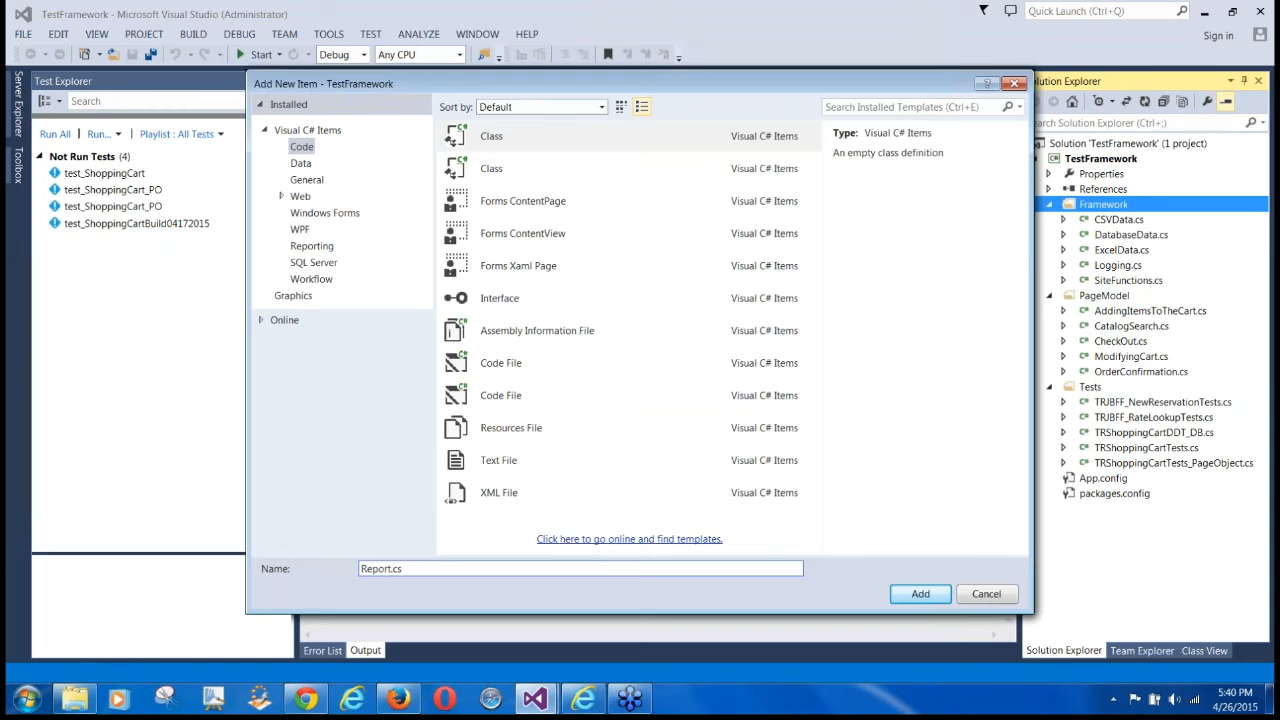 TestFramework - Microsoft Visual Studio (Administrator)
Quick Launch (Ctrl+Q)
FILE EDIT VIEW PROJECT BUILD DEBUG TEAM TOOLS TEST ANALYZE WINDOW HELP
Sign in
Start Debug Any CPU
Server Explorer
Toolbox
Test Explorer
Search
Run All Run... Playlist : All Tests
Not Run Tests (4)
test_ShoppingCart
test_ShoppingCart_PO
test_ShoppingCart_PO
test_ShoppingCartBuild04172015
Add New Item - TestFramework
Installed
Visual C# Items
Code
Data
General
Web
Windows Forms
WPF
Reporting
SQL Server
Workflow
Graphics
Online
Sort by: Default
Search Installed Templates (Ctrl+E)
Class Visual C# Items
Class Visual C# Items
Forms ContentPage Visual C# Items
Forms ContentView Visual C# Items
Forms Xaml Page Visual C# Items
Interface Visual C# Items
Assembly Information File Visual C# Items
Code File Visual C# Items
Code File Visual C# Items
Resources File Visual C# Items
Text File Visual C# Items
XML File Visual C# Items
Type: Visual C# Items
An empty class definition
Click here to go online and find templates.
Name: Report.cs
Add Cancel
olution Explorer
earch Solution Explorer (Ctrl+;)
Solution 'TestFramework' (1 project)
TestFramework
Properties
References
Framework
CSVData.cs
DatabaseData.cs
ExcelData.cs
Logging.cs
SiteFunctions.cs
PageModel
AddingItemsToTheCart.cs
CatalogSearch.cs
CheckOut.cs
ModifyingCart.cs
OrderConfirmation.cs
Tests
TRJBFF_NewReservationTests.cs
TRJBFF_RateLookupTests.cs
TRShoppingCartDDT_DB.cs
TRShoppingCartTests.cs
TRShoppingCartTests_PageObject.cs
App.config
packages.config
Error List Output
Solution Explorer Team Explorer Class View
5:40 PM
4/26/2015